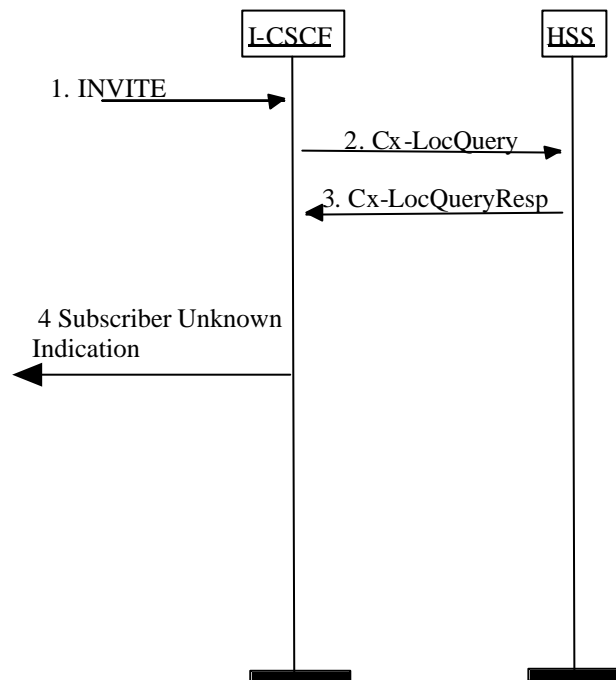 I-CSCF
HSS
1. INVITE
2. Cx-LocQuery
3. Cx-LocQueryResp
4 Subscriber Unknown
Indication